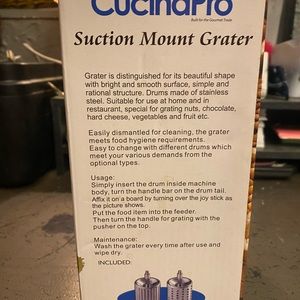 CucinaPro
Built for the Gourmet Trade
Suction Mount Grater
Grater is distinguished for its beautiful shape
with bright and smooth surface, simple and
rational structure. Drums made of stainless
steel. Suitable for use at home and in
restaurant, special for grating nuts, chocolate,
hard cheese, vegetables and fruit etc.
Easily dismantled for cleaning, the grater
meets food hygiene requirements.
Easy to change with different drums which
meet your various demands from the
optional types.
Usage:
Simply insert the drum inside machine
body, turn the handle bar on the drum tail.
Affix it on a board by turning over the joy stick as
the picture shows.
Put the food item into the feeder.
Then turn the handle for grating with the
pusher on the top.
Maintenance:
Wash the grater every time after use and
wipe dry.
INCLUDED: